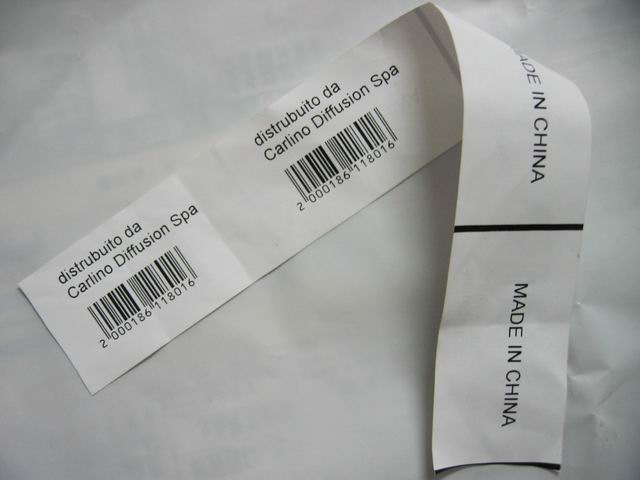 distrubuito da
Carlino Diffusion Spa
2 000186 118016
distrubuito da
Carlino Diffusion Spa
2 000186 118016
MADE IN CHINA
MADE IN CHINA